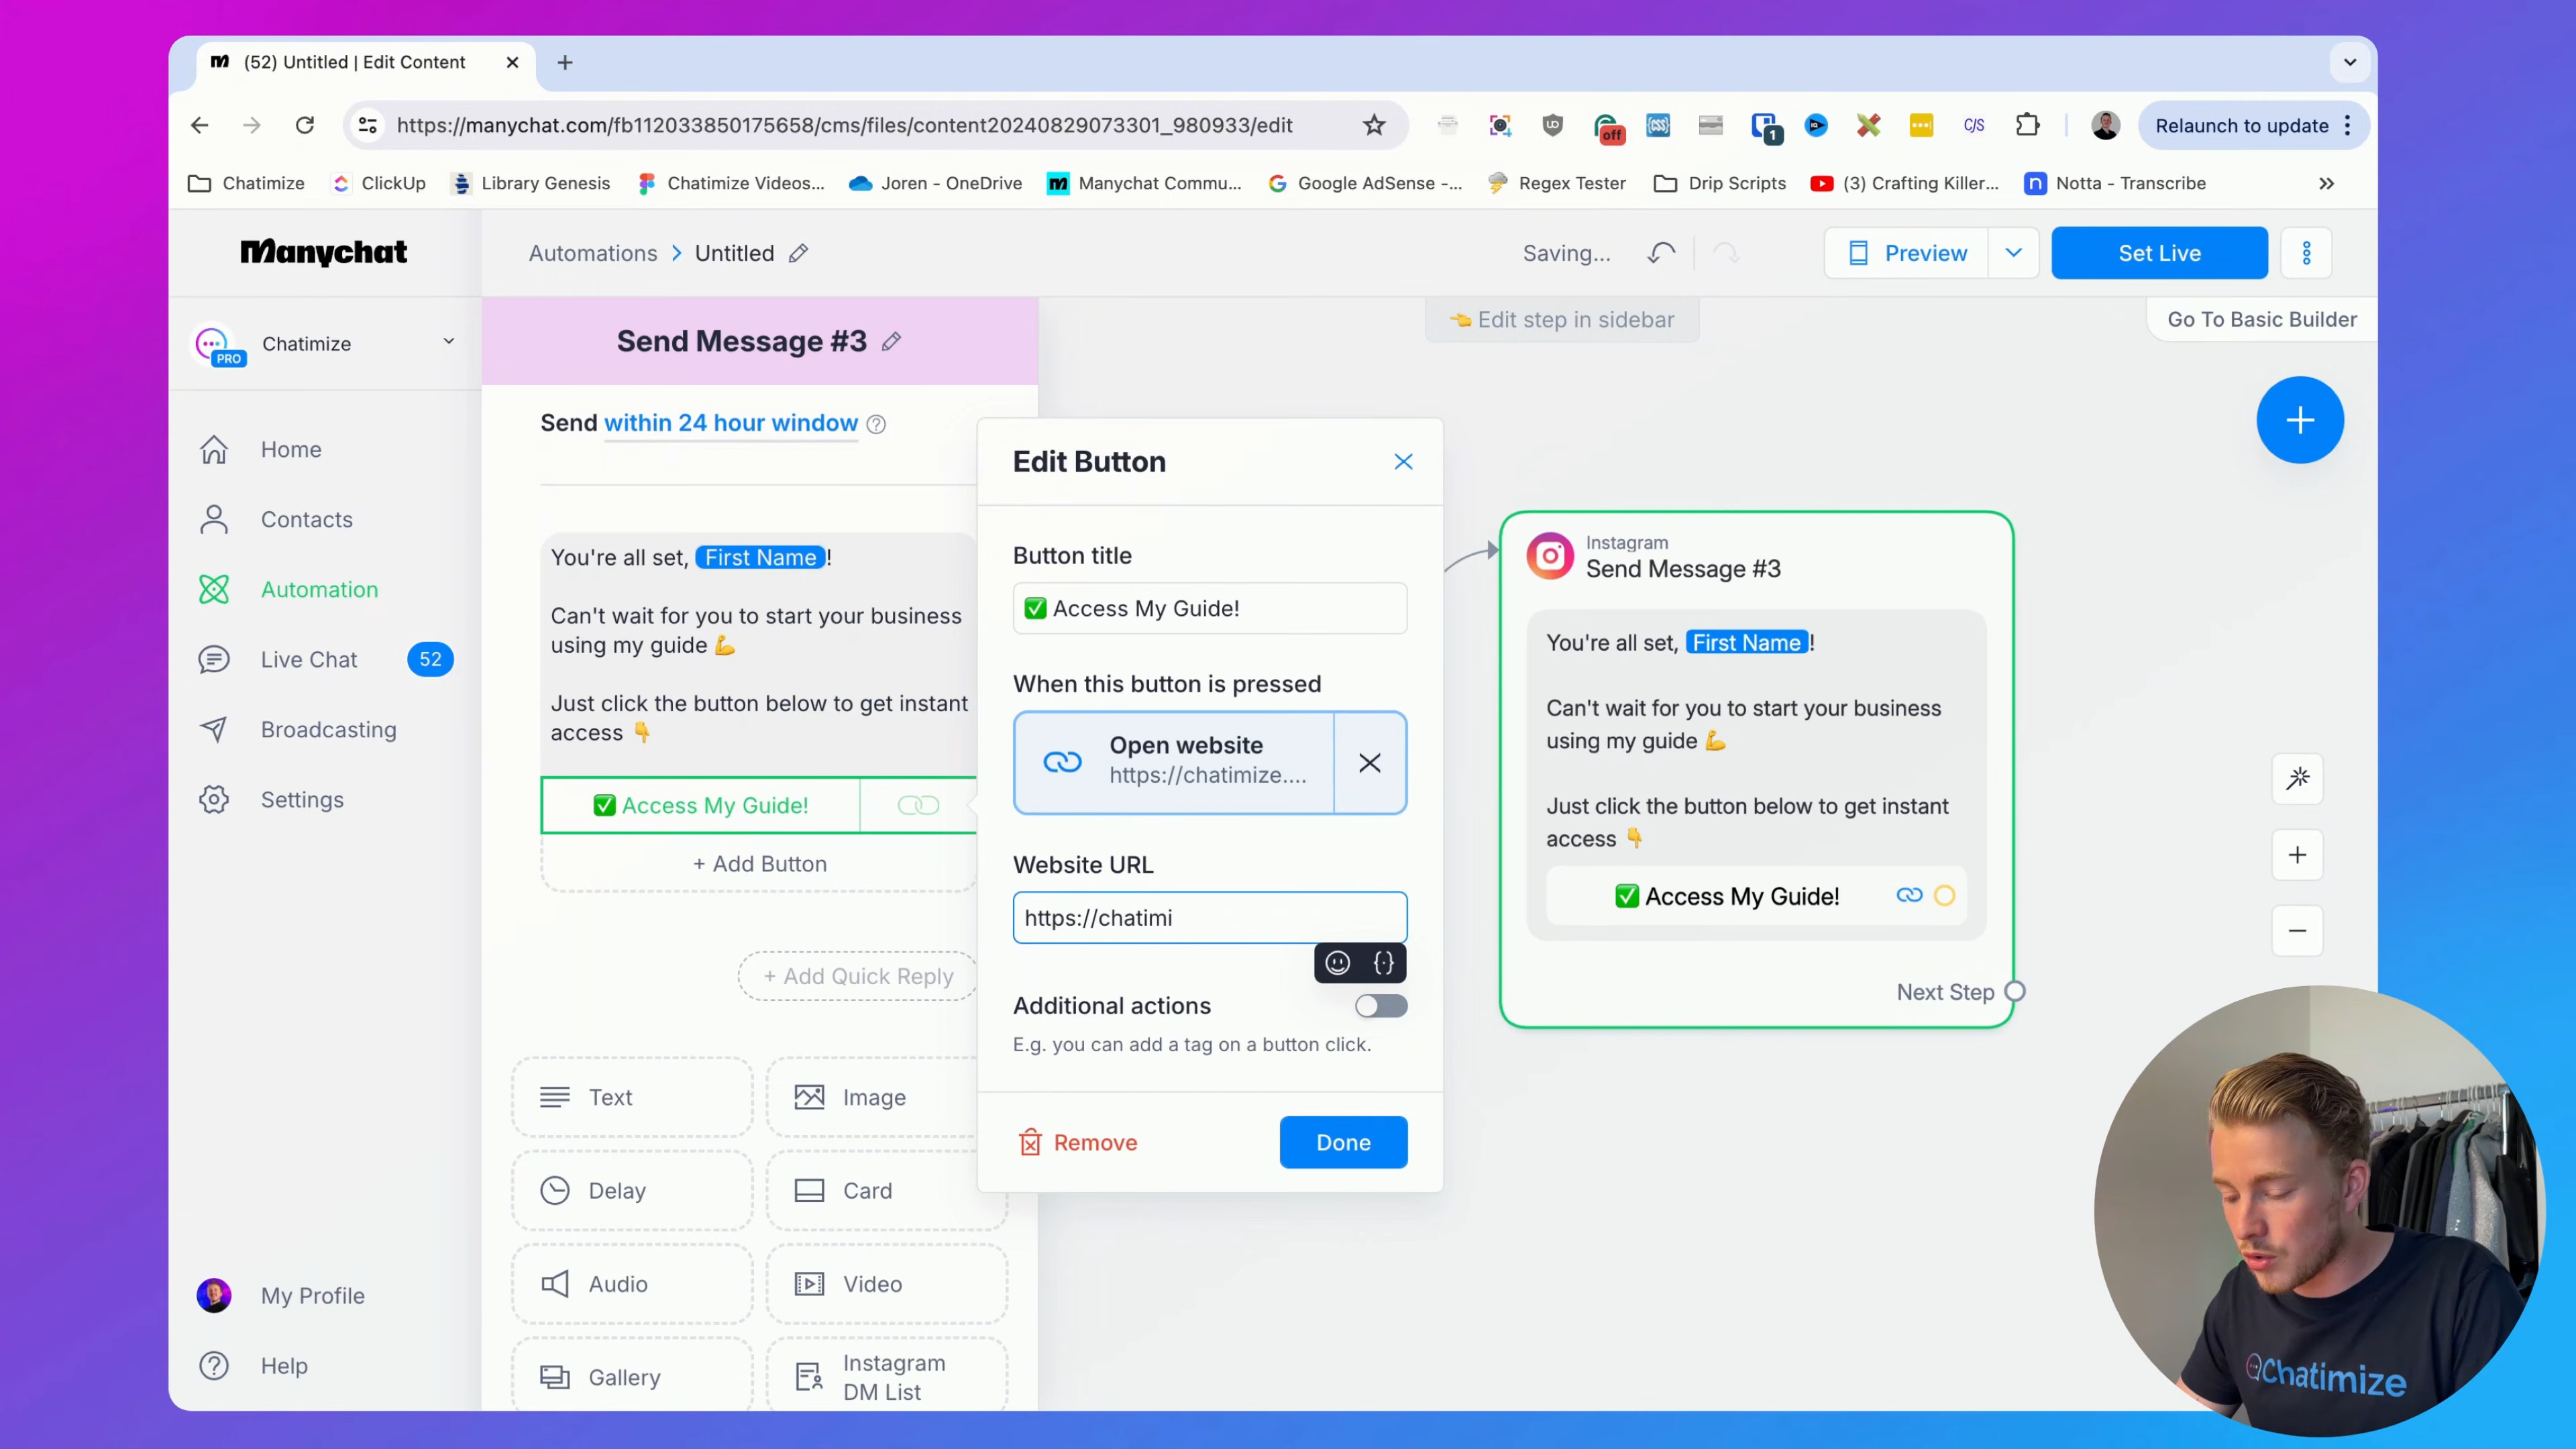 (52) Untitled | Edit Content
https://manychat.com/fb112033850175658/cms/files/content20240829073301_980933/edit
off
CSS
1
C/S
Relaunch to update
Chatimize
ClickUp
Library Genesis
Chatimize Videos...
Joren - OneDrive
Manychat Commu...
Google AdSense -...
Regex Tester
Drip Scripts
(3) Crafting Killer...
Notta - Transcribe
»
Manychat
Automations > Untitled
Saving...
Preview
Set Live
PRO
Chatimize
Send Message #3
👈 Edit step in sidebar
Go To Basic Builder
Home
Contacts
Automation
Live Chat
52
Broadcasting
Settings
My Profile
Help
Send within 24 hour window ?
You're all set, First Name !
Can't wait for you to start your business
using my guide 💪
Just click the button below to get instant
access 👇
✅ Access My Guide!
+ Add Button
+ Add Quick Reply
Text
Image
Delay
Card
Audio
Video
Gallery
Instagram
DM List
Edit Button
Button title
✅ Access My Guide!
When this button is pressed
Open website
https://chatimize....
Website URL
https://chatimi
Additional actions
E.g. you can add a tag on a button click.
Remove
Done
Instagram
Send Message #3
You're all set, First Name !
Can't wait for you to start your business
using my guide 💪
Just click the button below to get instant
access 👇
✅ Access My Guide!
Next Step
Chatimize